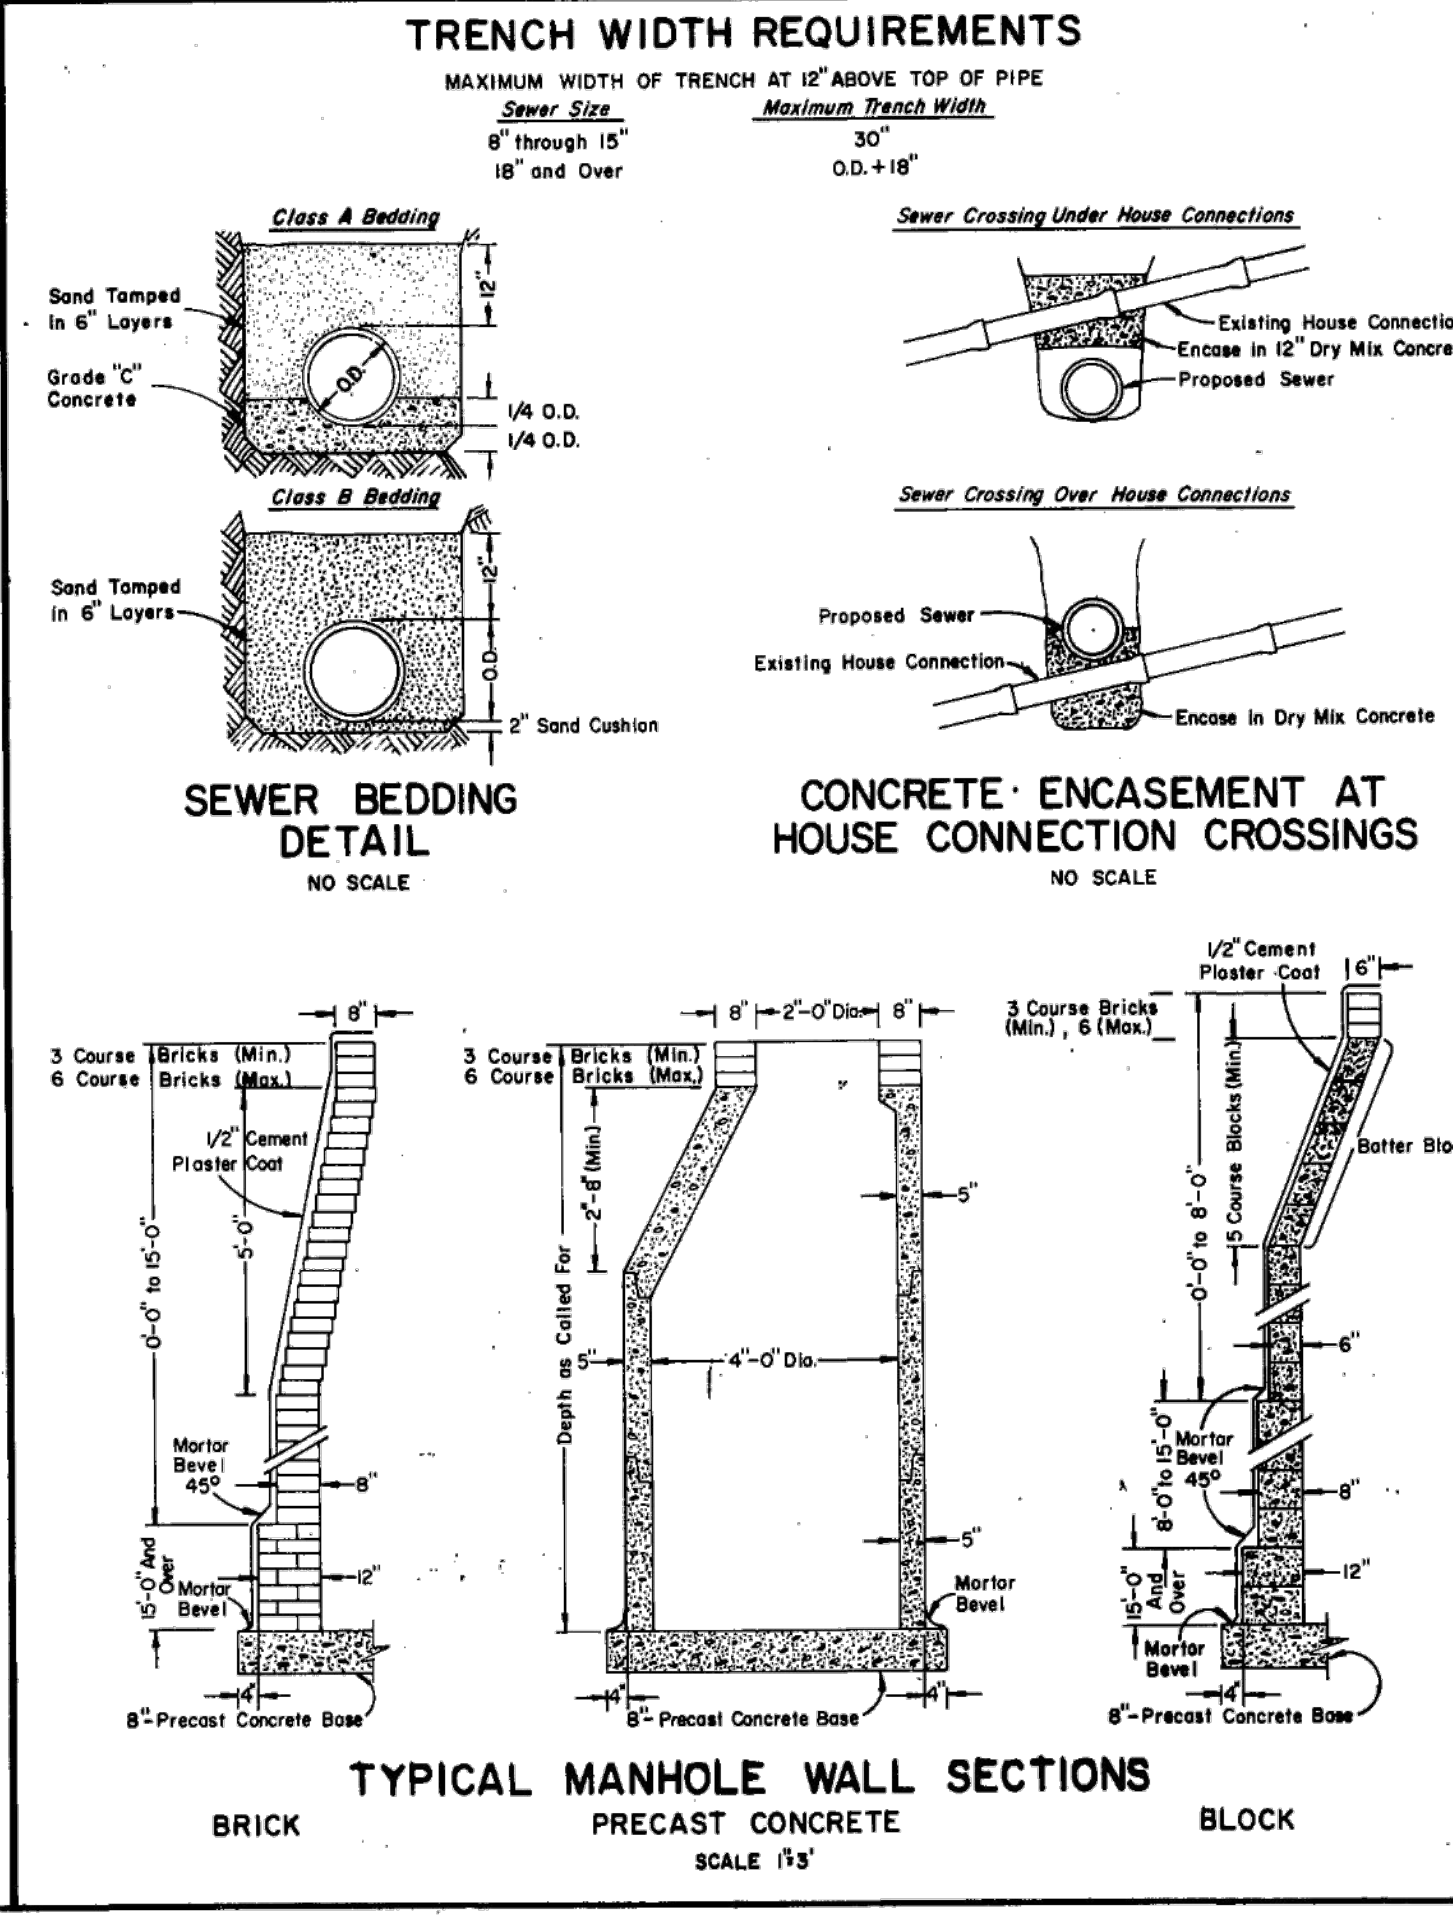 TRENCH WIDTH REQUIREMENTS
MAXIMUM WIDTH OF TRENCH AT 12" ABOVE TOP OF PIPE
Sewer Size Maximum Trench Width
8" through 15" 30"
18" and Over O.D. + 18"
Class A Bedding
Sand Tamped
in 6" Layers
Grade "C"
Concrete
O.D.
12"
1/4 O.D.
1/4 O.D.
Sewer Crossing Under House Connections
Existing House Connectio
Encase in 12" Dry Mix Concre
Proposed Sewer
Class B Bedding
Sand Tamped
in 6" Layers
12"
O.D.
2" Sand Cushion
Sewer Crossing Over House Connections
Proposed Sewer
Existing House Connection
Encase In Dry Mix Concrete
SEWER BEDDING
DETAIL
NO SCALE
CONCRETE ENCASEMENT AT
HOUSE CONNECTION CROSSINGS
NO SCALE
8"
3 Course Bricks (Min.)
6 Course Bricks (Max.)
1/2" Cement
Plaster Coat
0'-0" to 15'-0"
5'-0"
Mortar
Bevel
45°
8"
15'-0" And
Over
Mortar
Bevel
12"
4"
8"-Precast Concrete Base
8" 2"-0" Dia. 8"
3 Course Bricks (Min.)
6 Course Bricks (Max.)
2"-8" (Min.)
Depth as Called For
5"
5"
4"-0" Dia.
5"
Mortar
Bevel
4"
4"
8"- Precast Concrete Base
1/2" Cement
Plaster Coat
6"
3 Course Bricks
(Min.) , 6 (Max.)
15 Course Blocks (Min.)
0'-0" to 8'-0"
Batter Blo
6"
8'-0" to 15'-0"
Mortar
Bevel
45°
8"
15'-0"
And
Over
12"
Mortar
Bevel
4"
8"-Precast Concrete Base
TYPICAL MANHOLE WALL SECTIONS
BRICK PRECAST CONCRETE BLOCK
SCALE 1"=3'